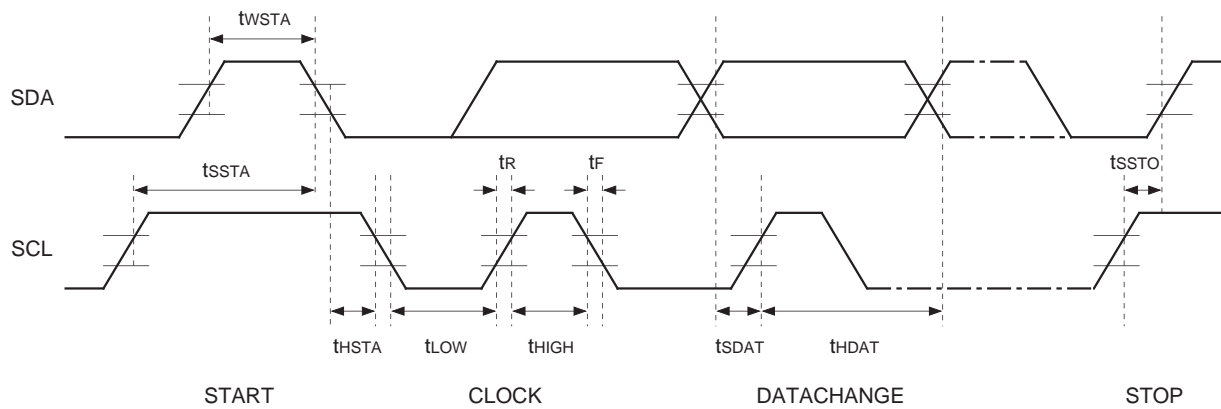 tWSTA
SDA
tSSTA
tR
tF
tSSTO
SCL
tHSTA
tLOW
tHIGH
tSDAT
tHDAT
START
CLOCK
DATACHANGE
STOP